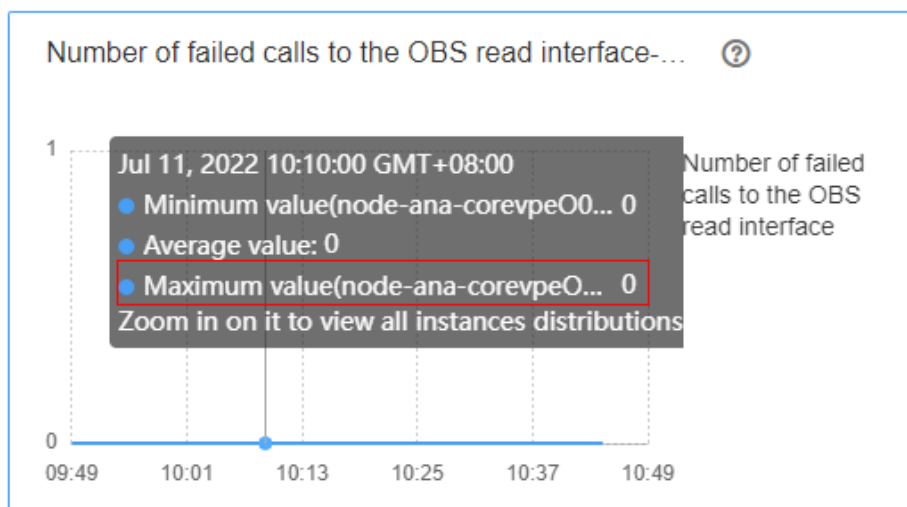 Number of failed calls to the OBS read interface-...
1
Jul 11, 2022 10:10:00 GMT+08:00
Minimum value(node-ana-corevpeO0... 0
Average value: 0
Maximum value(node-ana-corevpeO... 0
Zoom in on it to view all instances distributions
Number of failed
calls to the OBS
read interface
0
09:49 10:01 10:13 10:25 10:37 10:49